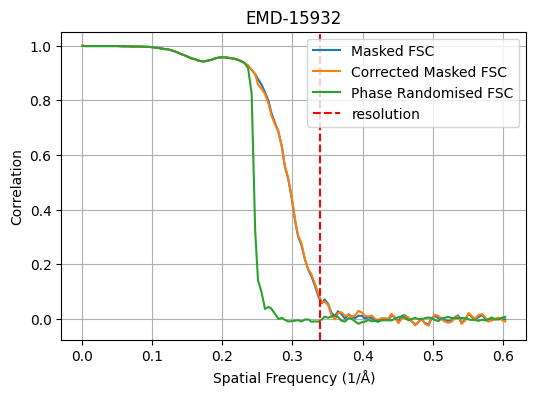 EMD-15932
Masked FSC
Corrected Masked FSC
Phase Randomised FSC
resolution
1.0
0.8
0.6
0.4
0.2
0.0
Correlation
0.0 0.1 0.2 0.3 0.4 0.5 0.6
Spatial Frequency (1/Å)